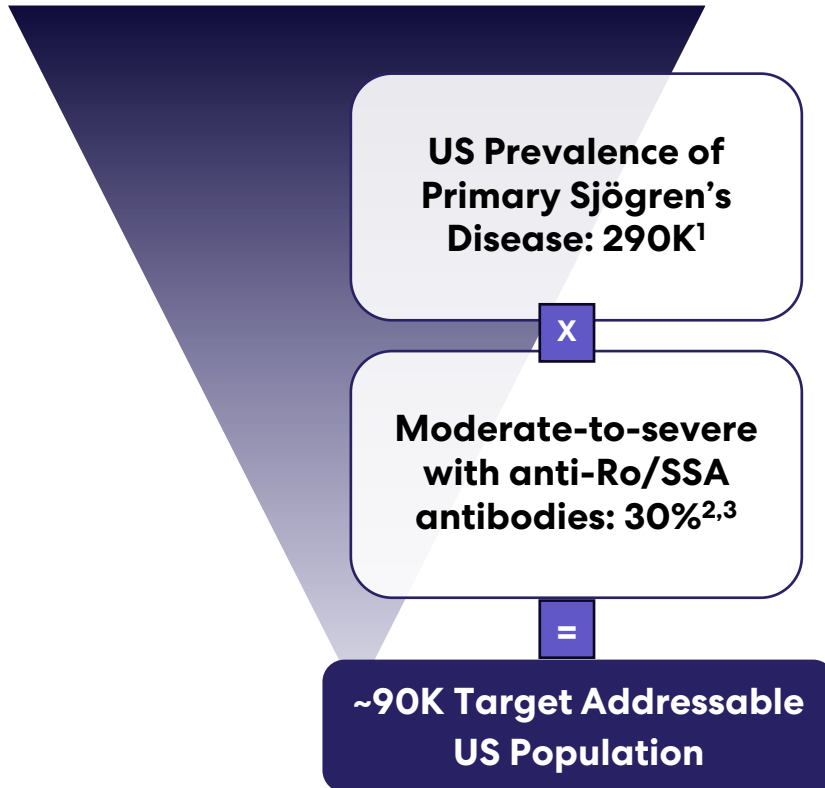 US Prevalence of
Primary Sjögren’s
Disease: 290K¹
X
Moderate-to-severe
with anti-Ro/SSA
antibodies: 30%²,³
=
~90K Target Addressable
US Population